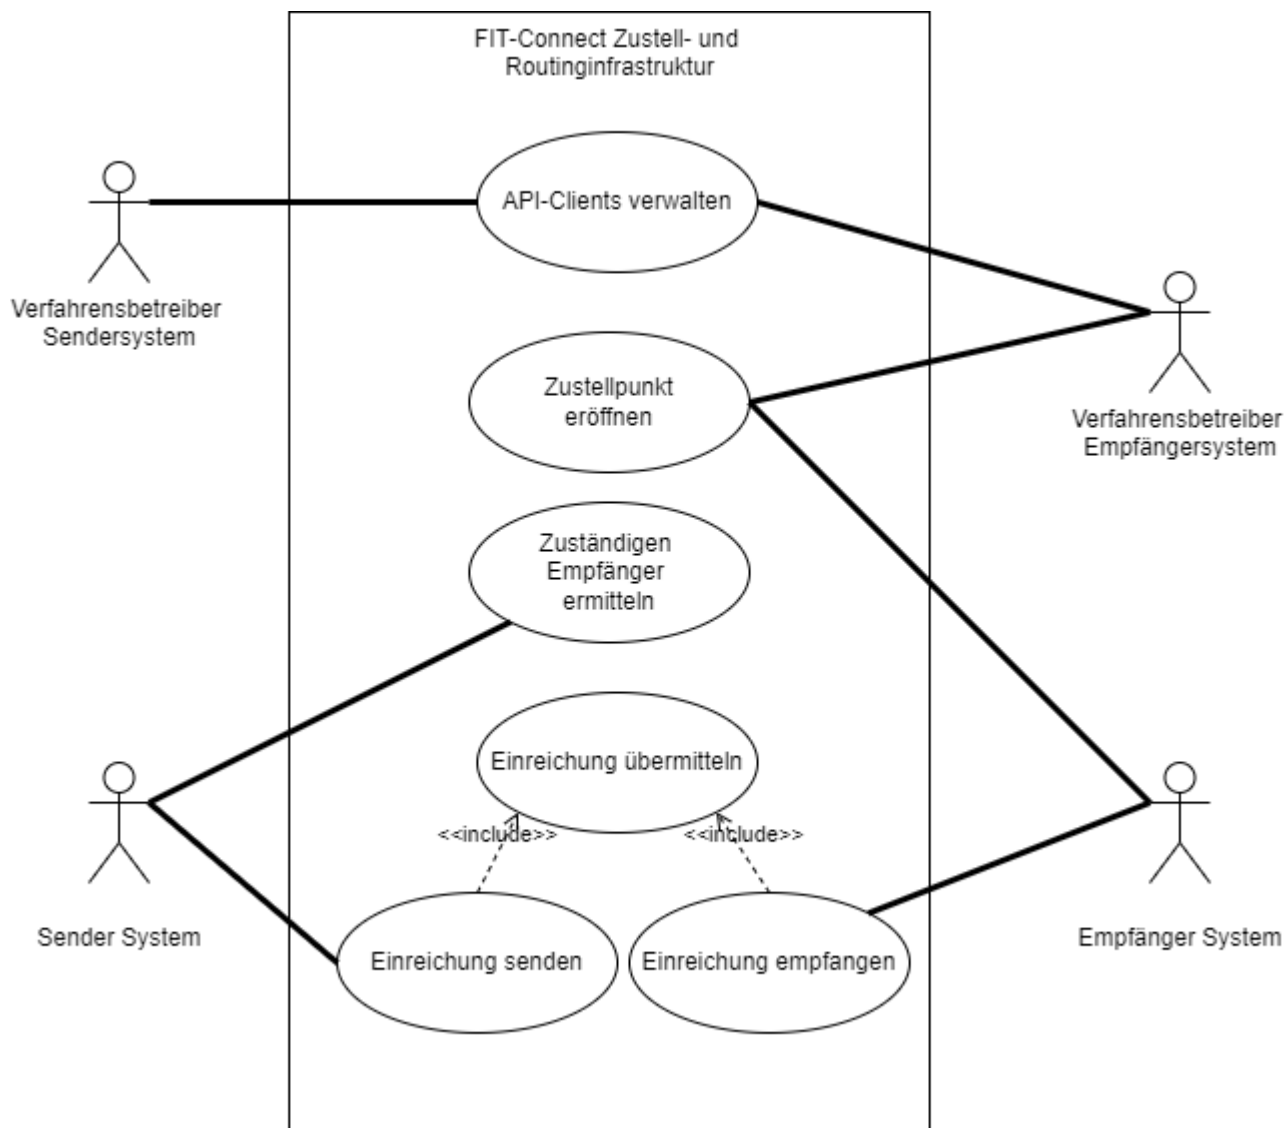 FIT-Connect Zustell- und
Routinginfrastruktur
API-Clients verwalten
Verfahrensbetreiber
Sendersystem
Zustellpunkt
eröffnen
Verfahrensbetreiber
Empfängersystem
Zuständigen
Empfänger
ermitteln
Einreichung übermitteln
<<include>>
<<include>>
Sender System
Empfänger System
Einreichung senden
Einreichung empfangen